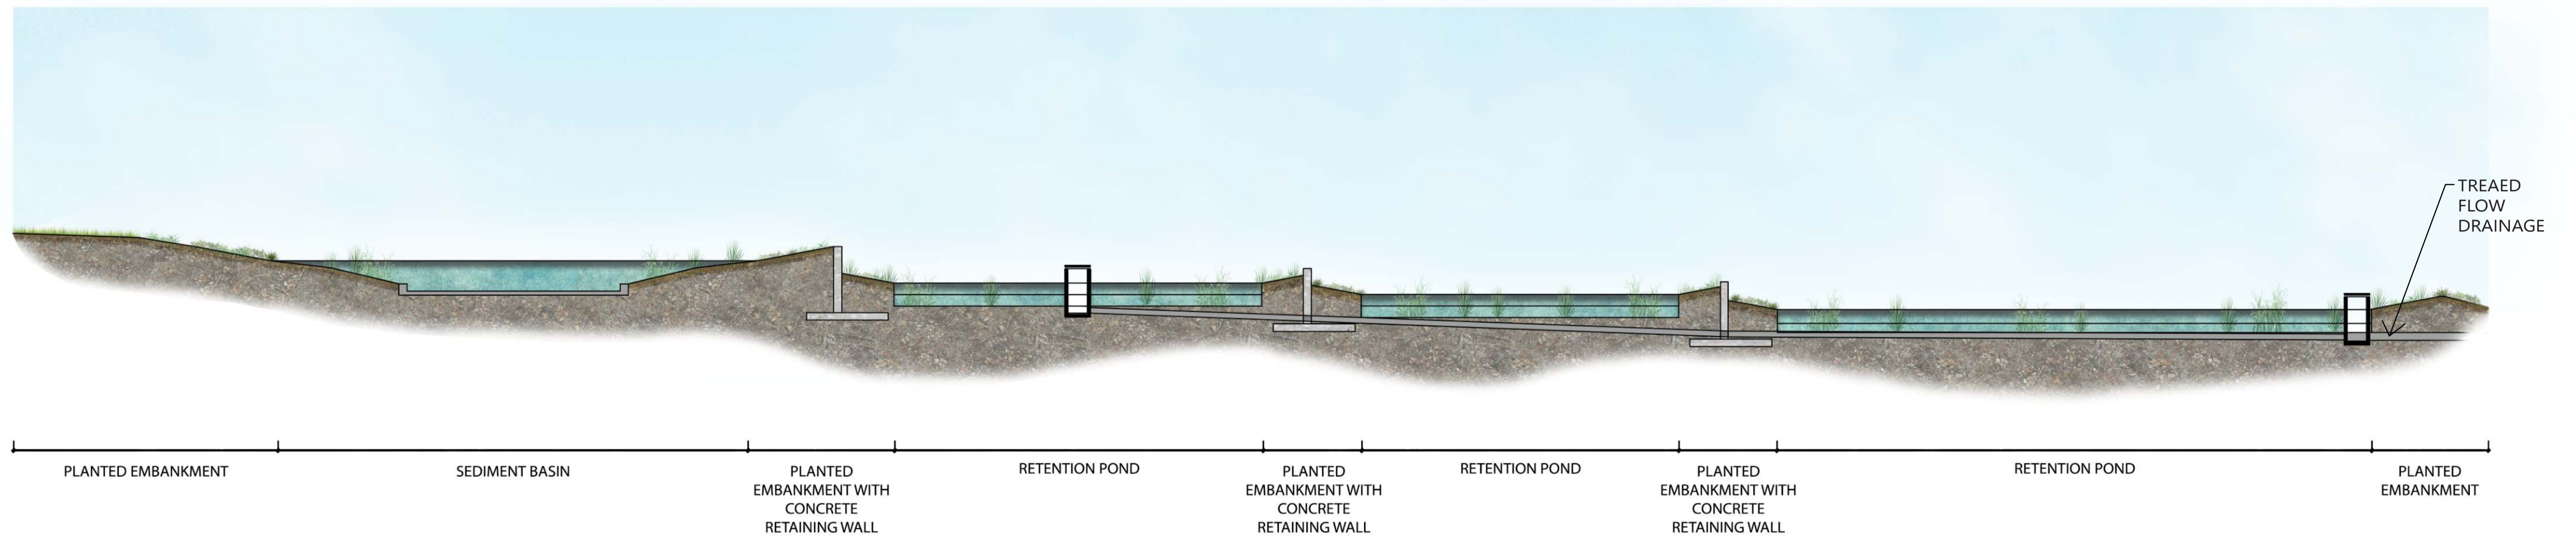 TREAED
FLOW
DRAINAGE
PLANTED EMBANKMENT
SEDIMENT BASIN
PLANTED
EMBANKMENT WITH
CONCRETE
RETAINING WALL
RETENTION POND
PLANTED
EMBANKMENT WITH
CONCRETE
RETAINING WALL
RETENTION POND
PLANTED
EMBANKMENT WITH
CONCRETE
RETAINING WALL
RETENTION POND
PLANTED
EMBANKMENT